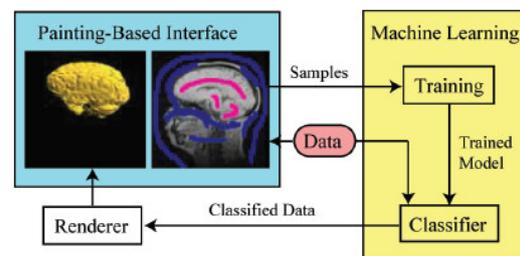 Painting-Based Interface
Machine Learning
Samples
Training
Data
Trained
Model
Renderer
Classified Data
Classifier